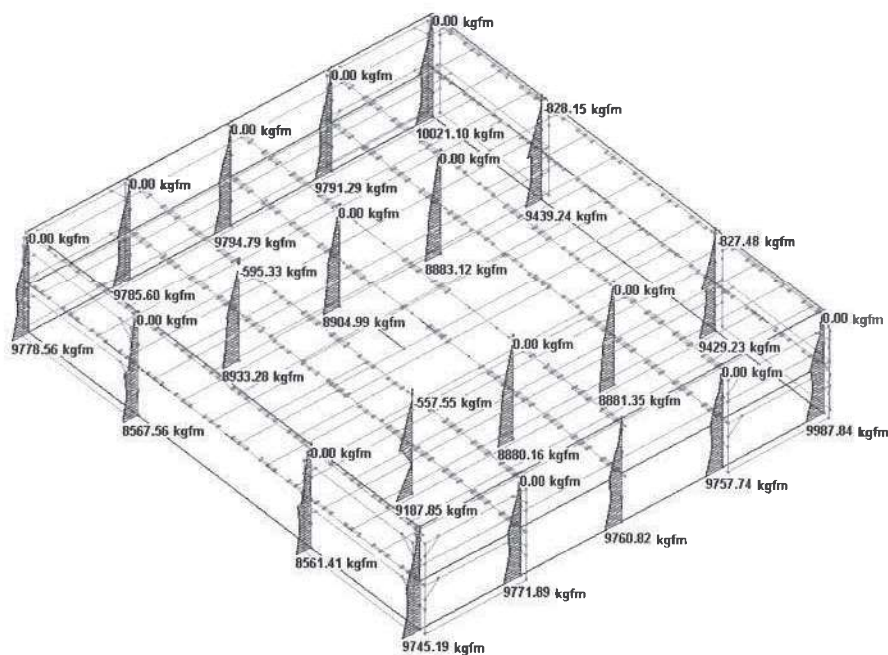 0.00 kgfm
0.00 kgfm
828.15 kgfm
0.00 kgfm
10021.10 kgfm
0.00 kgfm
0.00 kgfm
9791.29 kgfm
9439.24 kgfm
0.00 kgfm
0.00 kgfm
9794.79 kgfm
827.48 kgfm
8883.12 kgfm
-595.33 kgfm
9785.60 kgfm
0.00 kgfm
0.00 kgfm
0.00 kgfm
8904.99 kgfm
9778.56 kgfm
9429.23 kgfm
0.00 kgfm
8933.28 kgfm
0.00 kgfm
-557.55 kgfm
8881.35 kgfm
8567.56 kgfm
9987.84 kgfm
0.00 kgfm
8880.16 kgfm
9757.74 kgfm
0.00 kgfm
9187.85 kgfm
9760.82 kgfm
8561.41 kgfm
9771.89 kgfm
9745.19 kgfm